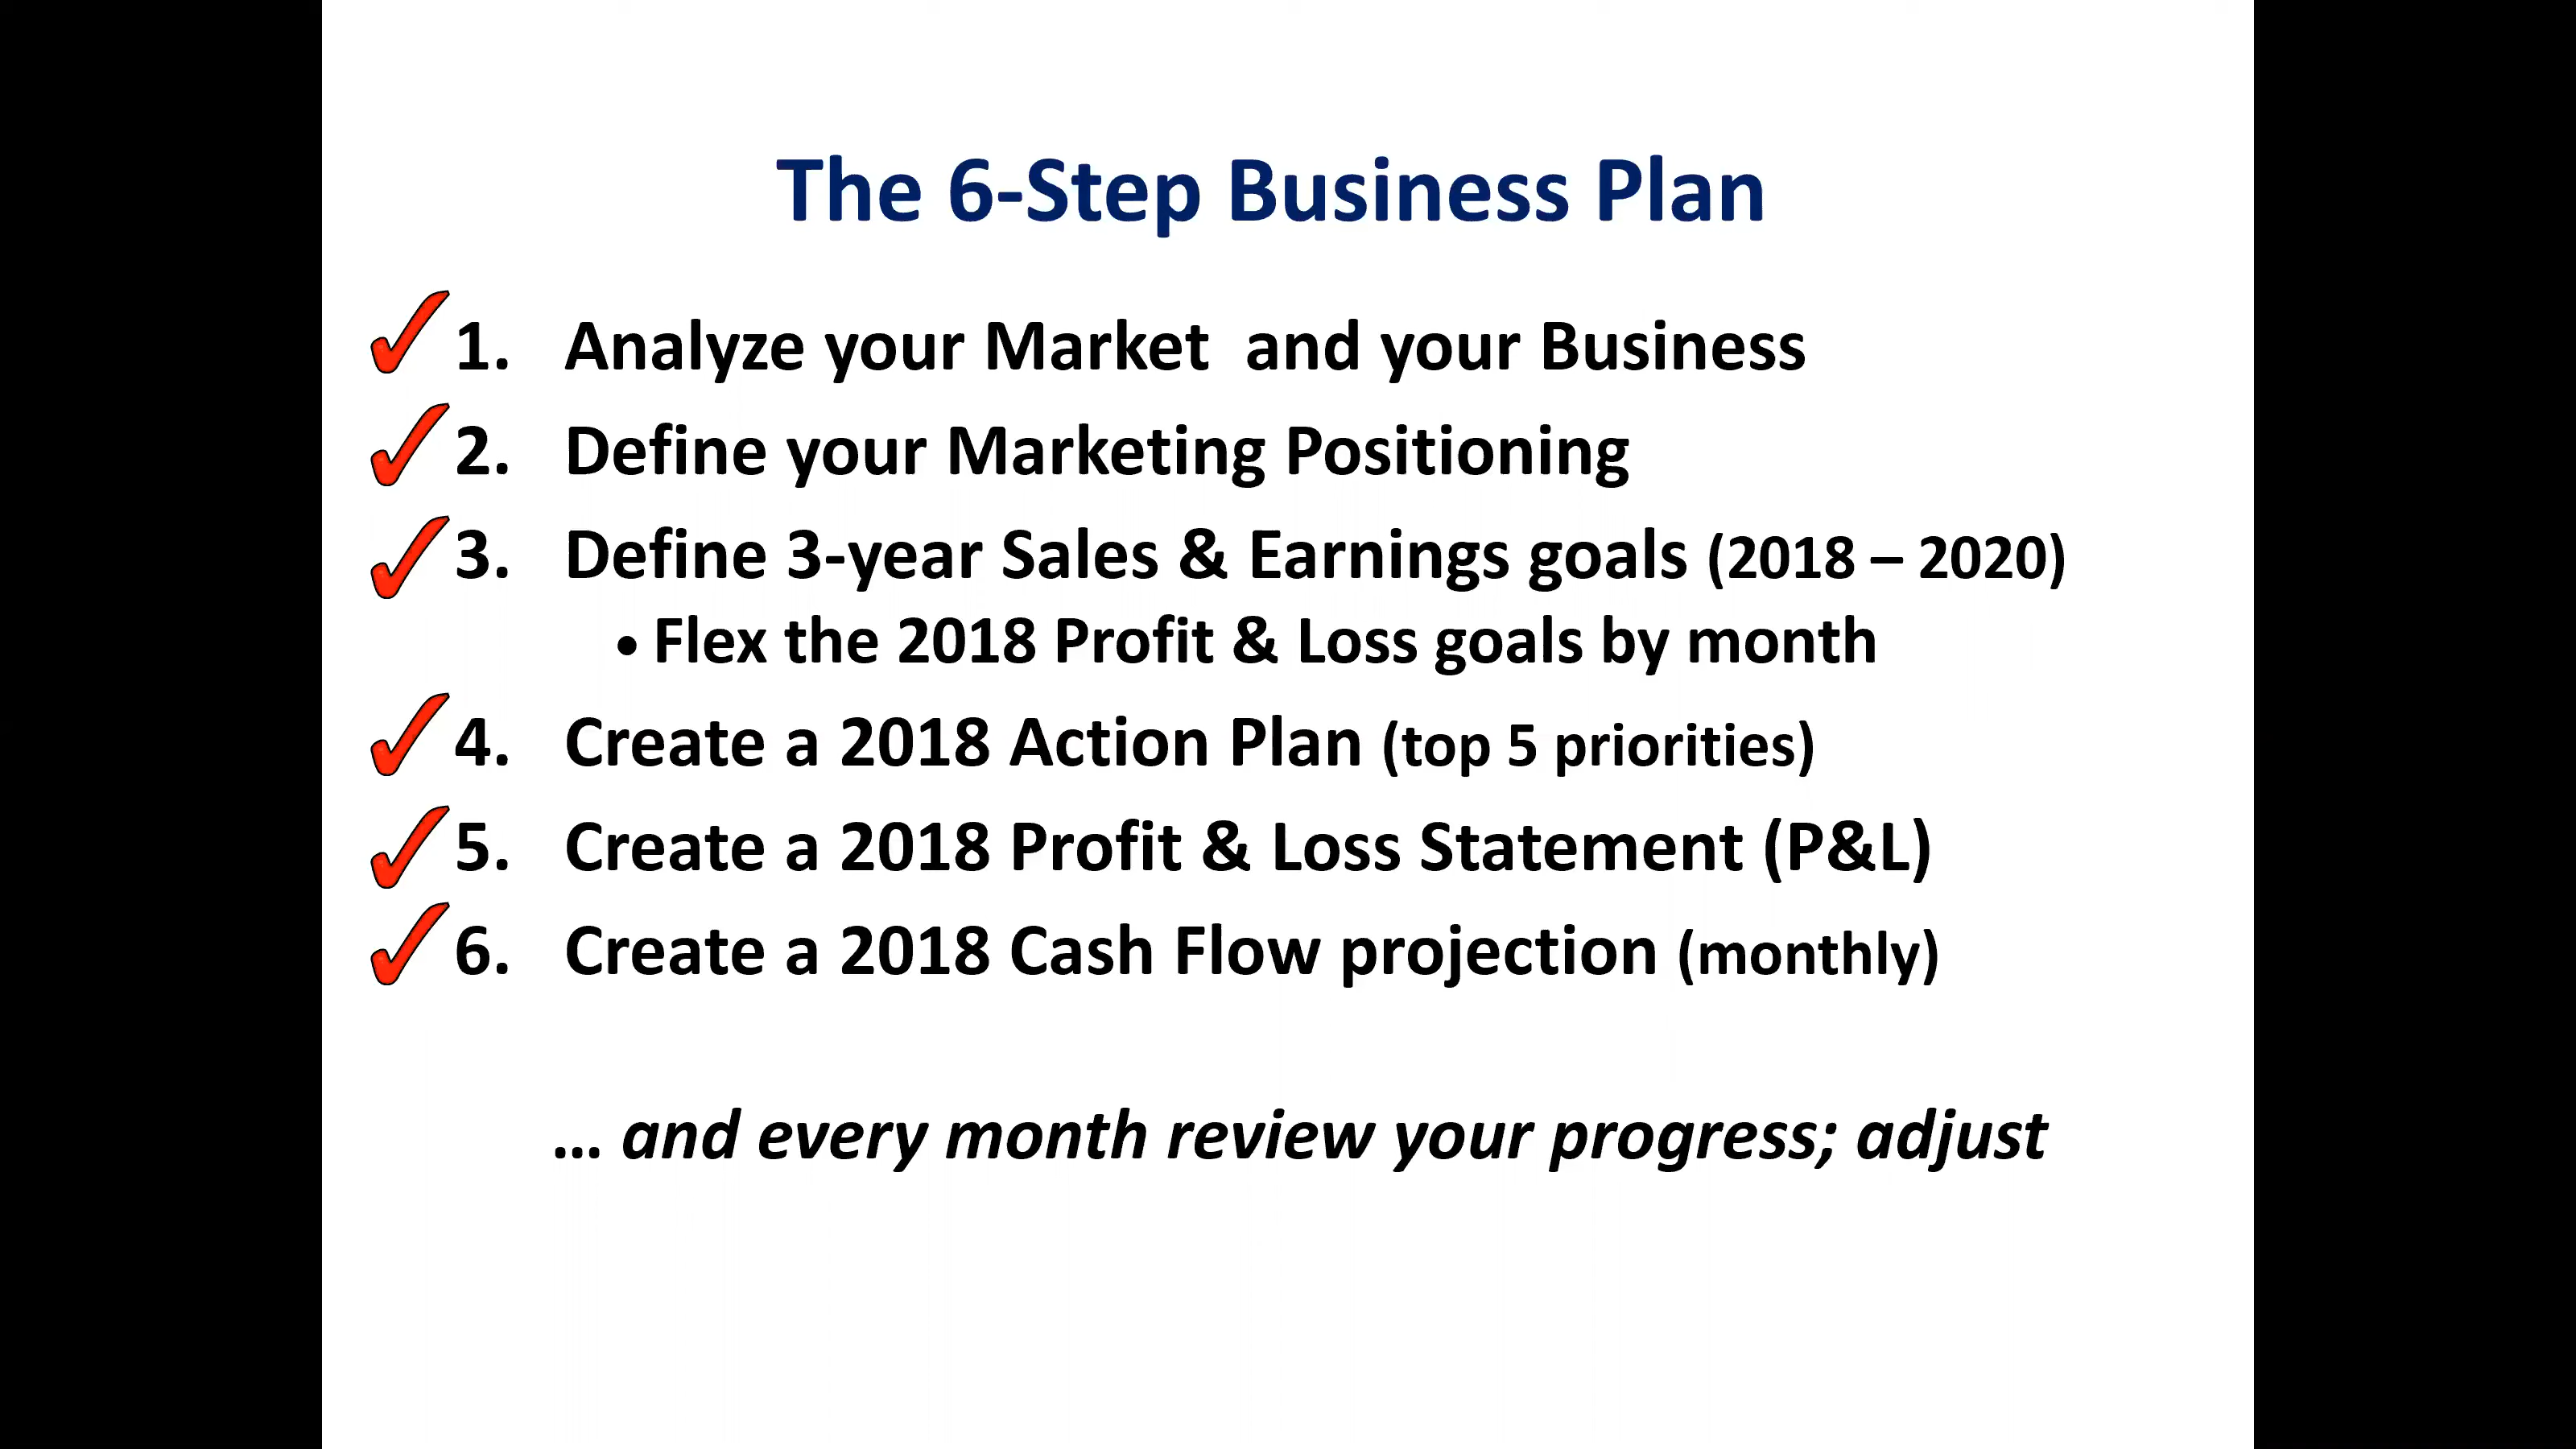 The 6-Step Business Plan
1. Analyze your Market  and your Business
2. Define your Marketing Positioning
3. Define 3-year Sales & Earnings goals (2018 – 2020)
• Flex the 2018 Profit & Loss goals by month
4. Create a 2018 Action Plan (top 5 priorities)
5. Create a 2018 Profit & Loss Statement (P&L)
6. Create a 2018 Cash Flow projection (monthly)
… and every month review your progress; adjust